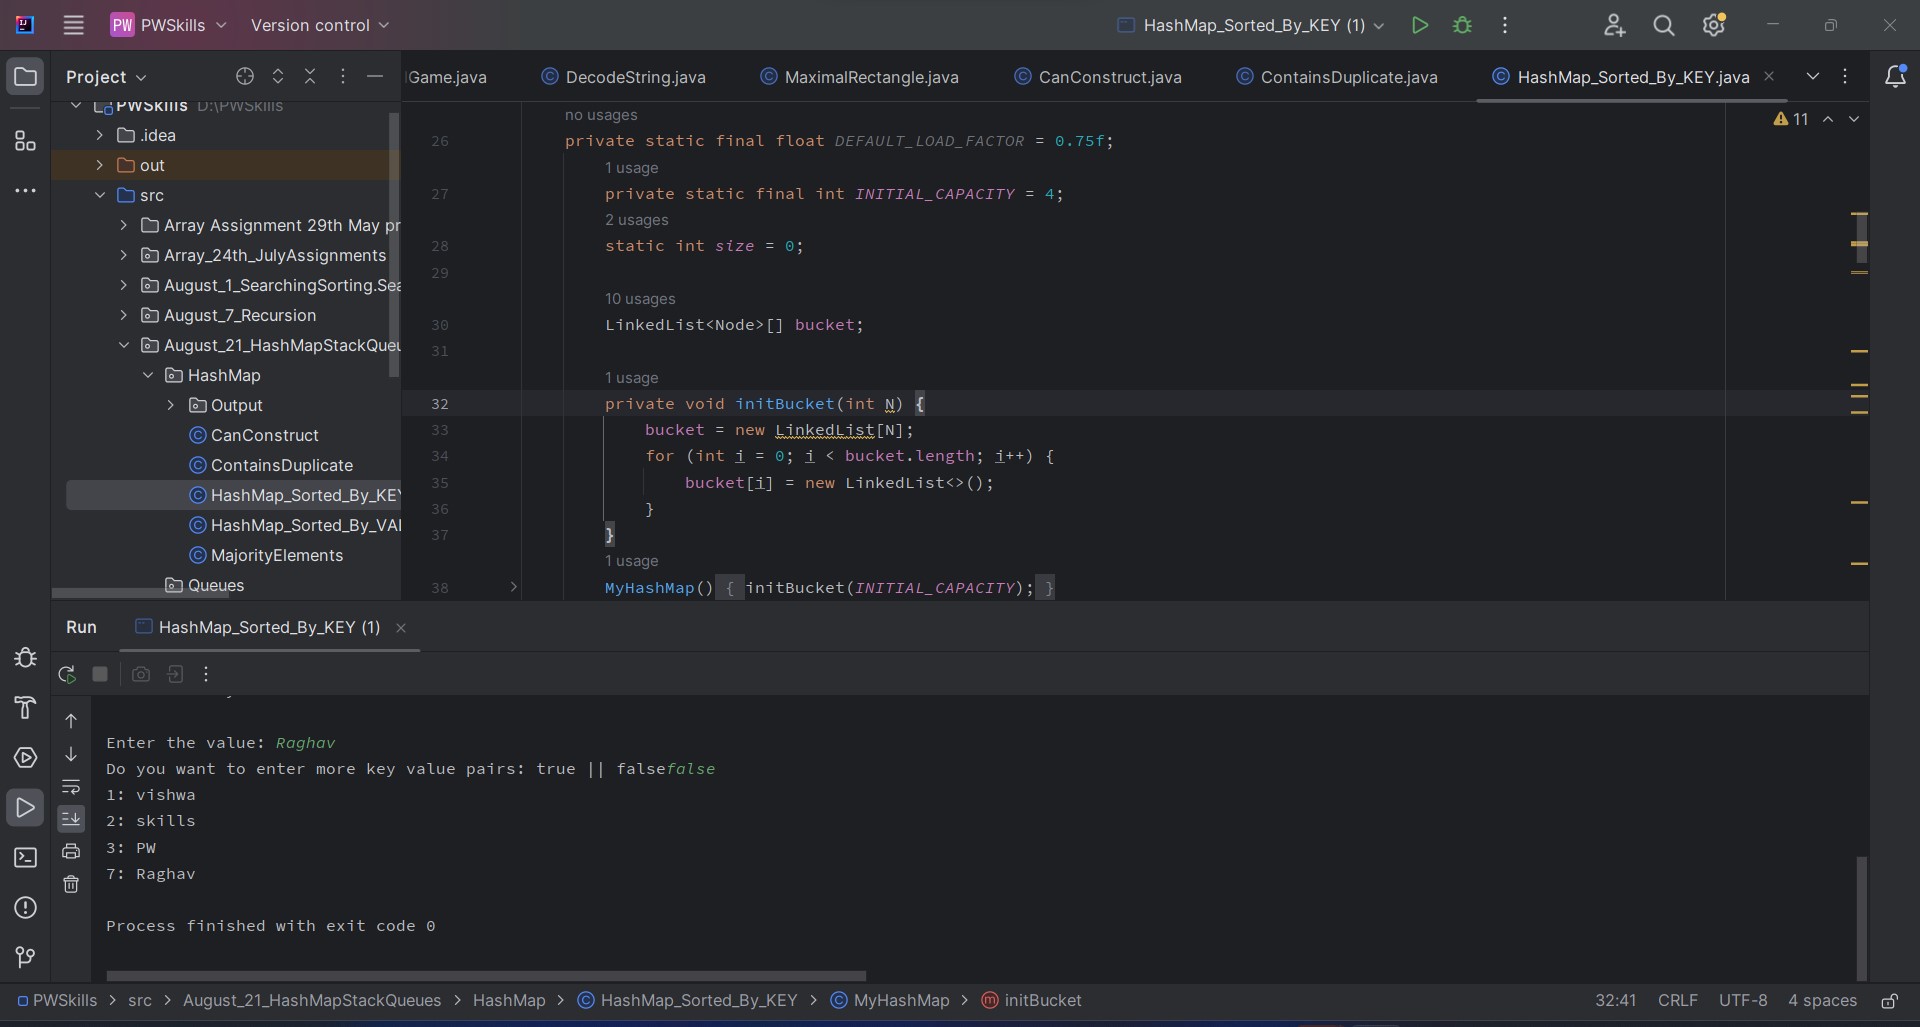 PW PWSkills Version control HashMap_Sorted_By_KEY (1)
Project
Game.java DecodeString.java MaximalRectangle.java CanConstruct.java ContainsDuplicate.java HashMap_Sorted_By_KEY.java
PWSkills D:\PWSkills
.idea
out
src
Array Assignment 29th May pr
Array_24th_JulyAssignments
August_1_SearchingSorting.Sea
August_7_Recursion
August_21_HashMapStackQueu
HashMap
Output
CanConstruct
ContainsDuplicate
HashMap_Sorted_By_KEY
HashMap_Sorted_By_VAL
MajorityElements
Queues
11
no usages
26 private static final float DEFAULT_LOAD_FACTOR = 0.75f;
1 usage
27 private static final int INITIAL_CAPACITY = 4;
2 usages
28 static int size = 0;
29
10 usages
30 LinkedList<Node>[] bucket;
31
1 usage
32 private void initBucket(int N) {
33 bucket = new LinkedList[N];
34 for (int i = 0; i < bucket.length; i++) {
35 bucket[i] = new LinkedList<>();
36 }
37 }
1 usage
38 MyHashMap() { initBucket(INITIAL_CAPACITY); }
Run HashMap_Sorted_By_KEY (1)
Enter the value: Raghav
Do you want to enter more key value pairs: true || falsefalse
1: vishwa
2: skills
3: PW
7: Raghav
Process finished with exit code 0
PWSkills > src > August_21_HashMapStackQueues > HashMap > HashMap_Sorted_By_KEY > MyHashMap > initBucket 32:41 CRLF UTF-8 4 spaces